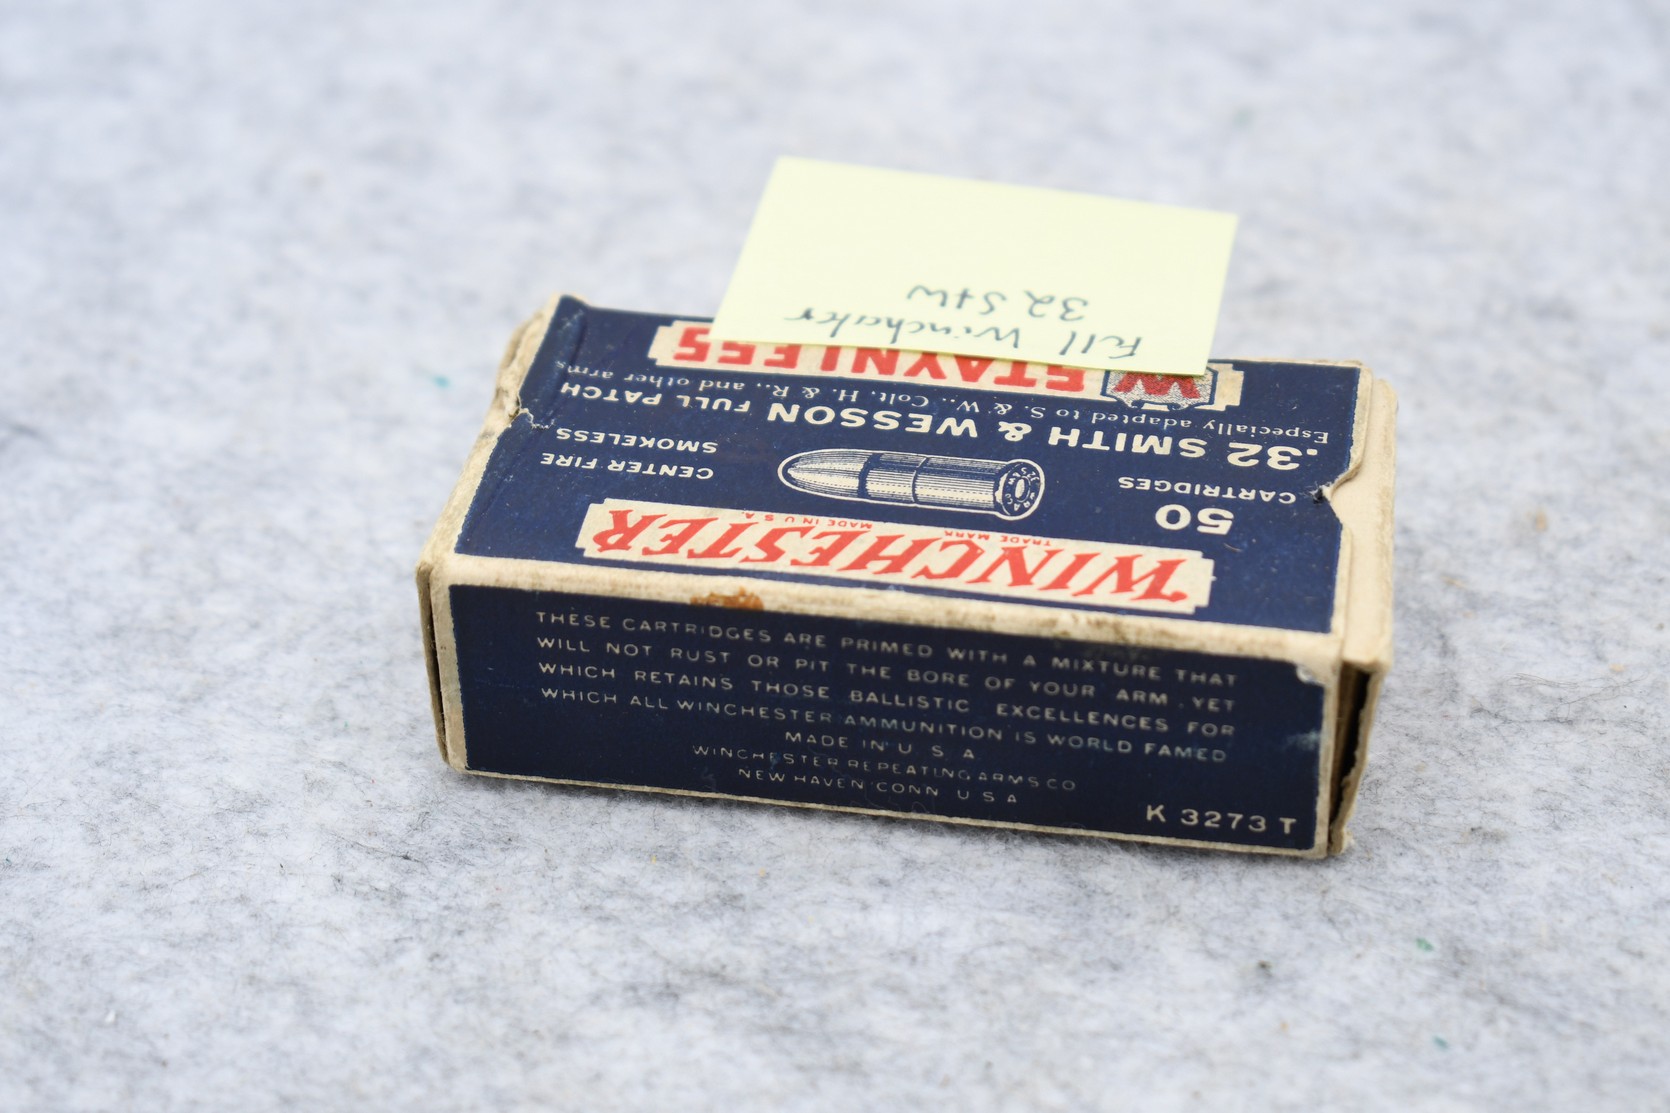 Full Winchester
32 S+W
STAYNLESS
Especially adapted to S. & W., Colt, H. & R., and other arms
.32 SMITH & WESSON FULL PATCH
50
CARTRIDGES
CENTER FIRE
SMOKELESS
WINCHESTER
TRADE MARK
MADE IN U.S.A.
THESE CARTRIDGES ARE PRIMED WITH A MIXTURE THAT
WILL NOT RUST OR PIT THE BORE OF YOUR ARM, YET
WHICH RETAINS THOSE BALLISTIC EXCELLENCES FOR
WHICH ALL WINCHESTER AMMUNITION IS WORLD FAMED
MADE IN U.S.A
WINCHESTER REPEATING ARMS CO
NEW HAVEN CONN U.S.A
K 3273 T